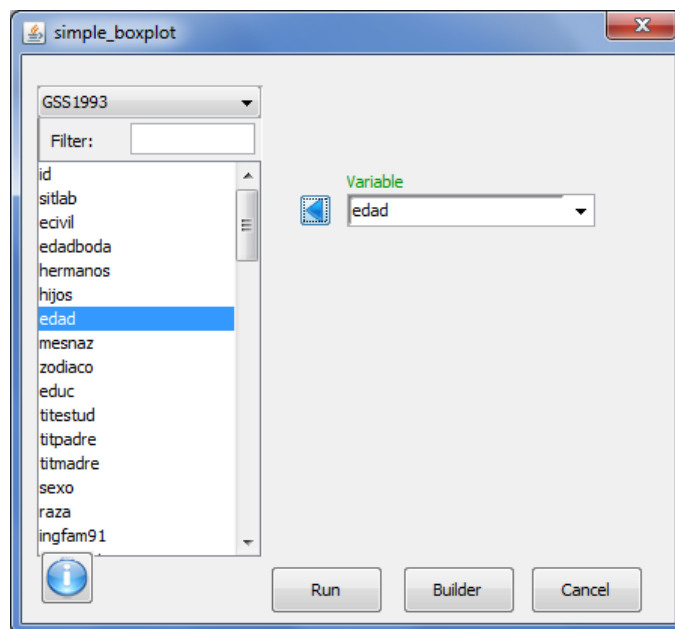 simple_boxplot
GSS1993
Filter:
id
sitlab
ecivil
edadboda
hermanos
hijos
edad
mesnaz
zodiaco
educ
titestud
titpadre
titmadre
sexo
raza
ingfam91
Variable
edad
Run
Builder
Cancel